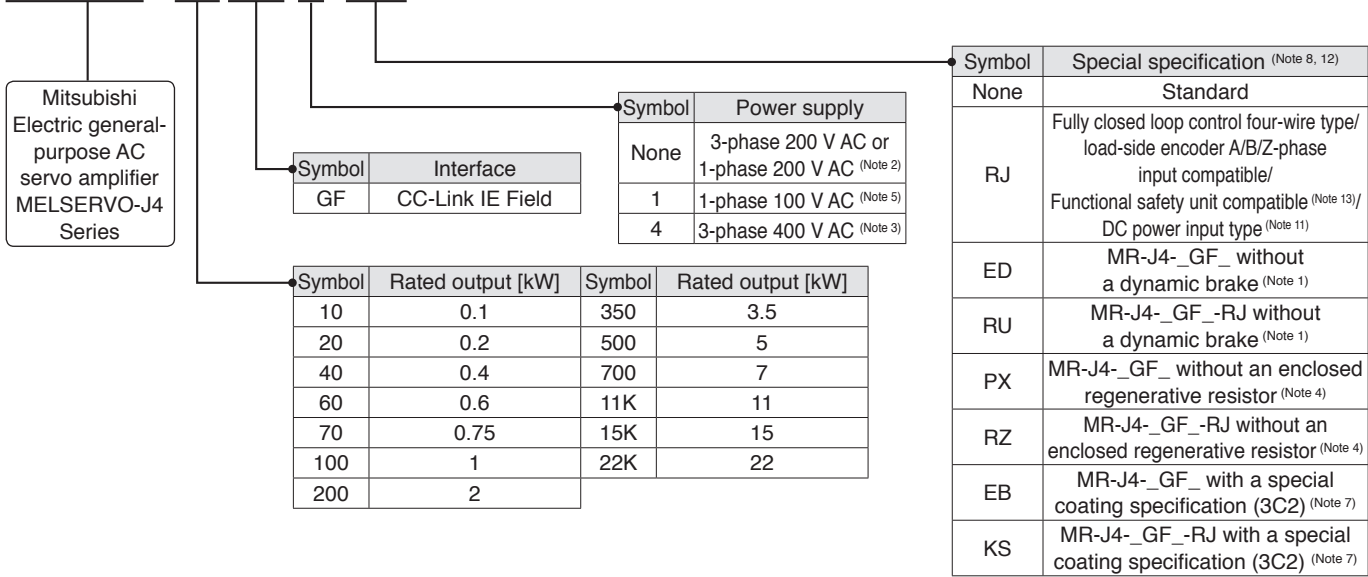 Mitsubishi
Electric general-
purpose AC
servo amplifier
MELSERVO-J4
Series
Symbol Interface
GF CC-Link IE Field
Symbol Power supply
None 3-phase 200 V AC or
1-phase 200 V AC (Note 2)
1 1-phase 100 V AC (Note 5)
4 3-phase 400 V AC (Note 3)
Symbol Rated output [kW] Symbol Rated output [kW]
10 0.1 350 3.5
20 0.2 500 5
40 0.4 700 7
60 0.6 11K 11
70 0.75 15K 15
100 1 22K 22
200 2
Symbol Special specification (Note 8, 12)
None Standard
RJ Fully closed loop control four-wire type/
load-side encoder A/B/Z-phase
input compatible/
Functional safety unit compatible (Note 13)/
DC power input type (Note 11)
ED MR-J4-_GF_ without
a dynamic brake (Note 1)
RU MR-J4-_GF_-RJ without
a dynamic brake (Note 1)
PX MR-J4-_GF_ without an enclosed
regenerative resistor (Note 4)
RZ MR-J4-_GF_-RJ without an
enclosed regenerative resistor (Note 4)
EB MR-J4-_GF_ with a special
coating specification (3C2) (Note 7)
KS MR-J4-_GF_-RJ with a special
coating specification (3C2) (Note 7)